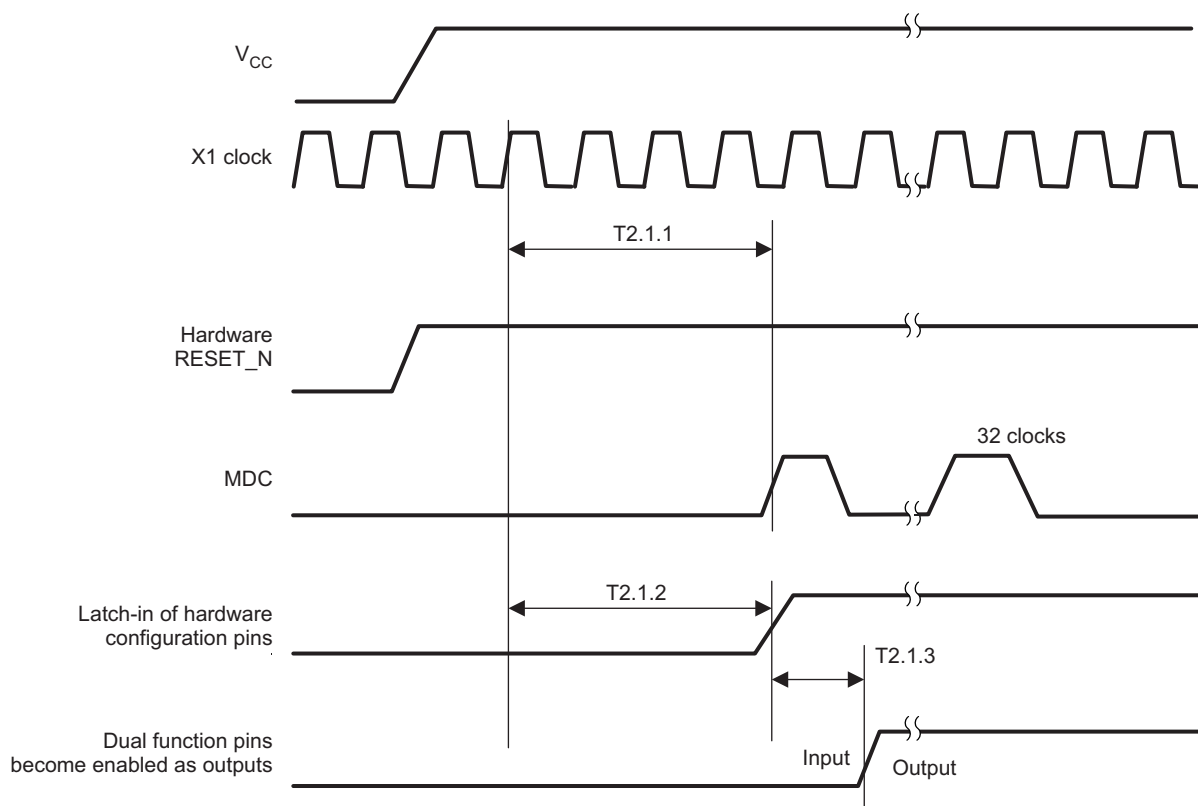 VCC
X1 clock
T2.1.1
Hardware
RESET_N
32 clocks
MDC
T2.1.2
Latch-in of hardware
configuration pins
T2.1.3
Dual function pins
become enabled as outputs
Input
Output